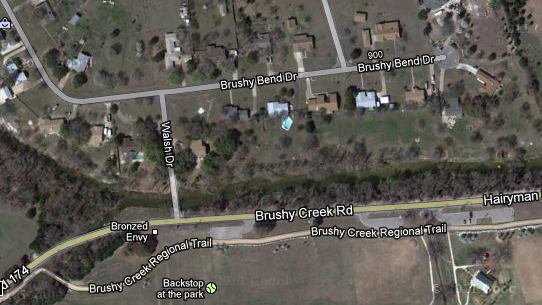 900
Brushy Bend Dr
Brushy Bend Dr
Walsh Dr
Brushy Creek Rd
Hairyman
Bronzed
Envy
Brushy Creek Regional Trail
Brushy Creek Regional Trail
174
Backstop
at the park